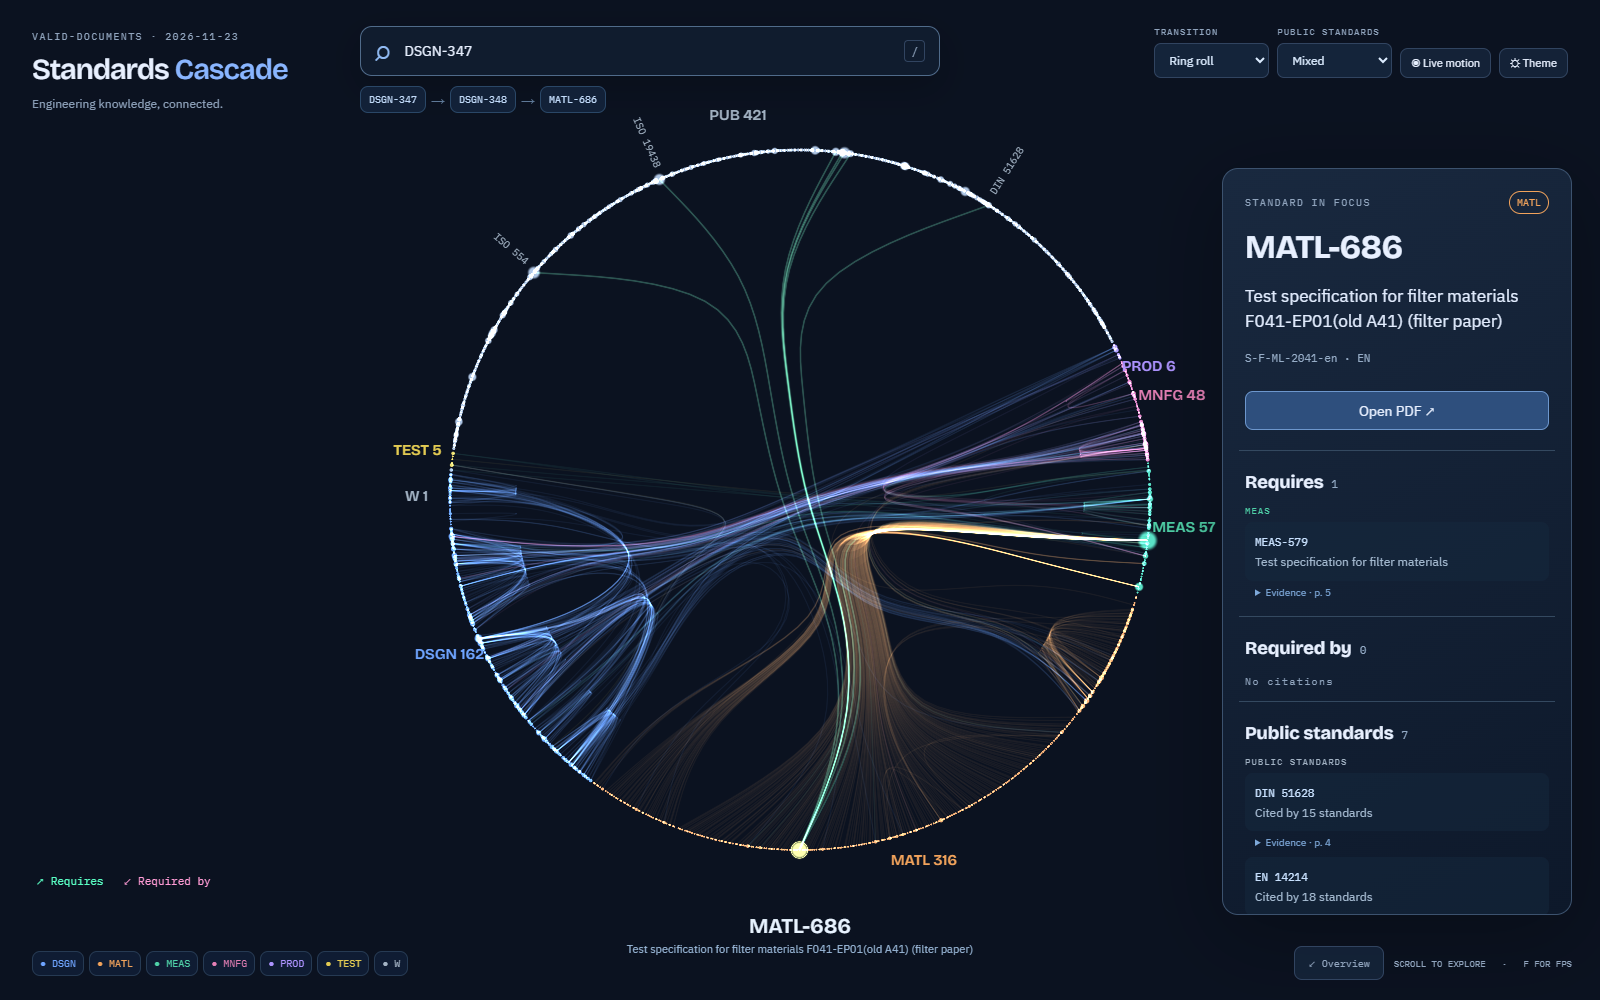 VALID-DOCUMENTS · 2026-11-23
Standards Cascade
Engineering knowledge, connected.
DSGN-347
/
DSGN-347 → DSGN-348 → MATL-686
TRANSITION
Ring roll
PUBLIC STANDARDS
Mixed
Live motion
Theme
PUB 421
ISO 19438
DIN 51628
ISO 554
PROD 6
MNFG 48
TEST 5
W 1
MEAS 57
DSGN 162
MATL 316
STANDARD IN FOCUS
MATL
MATL-686
Test specification for filter materials
F041-EP01(old A41) (filter paper)
S-F-ML-2041-en · EN
Open PDF ↗
Requires 1
MEAS
MEAS-579
Test specification for filter materials
▶ Evidence · p. 5
Required by 0
No citations
Public standards 7
PUBLIC STANDARDS
DIN 51628
Cited by 15 standards
▶ Evidence · p. 4
EN 14214
Cited by 18 standards
↗ Requires ↙ Required by
MATL-686
Test specification for filter materials F041-EP01(old A41) (filter paper)
DSGN
MATL
MEAS
MNFG
PROD
TEST
W
↙ Overview
SCROLL TO EXPLORE · F FOR FPS